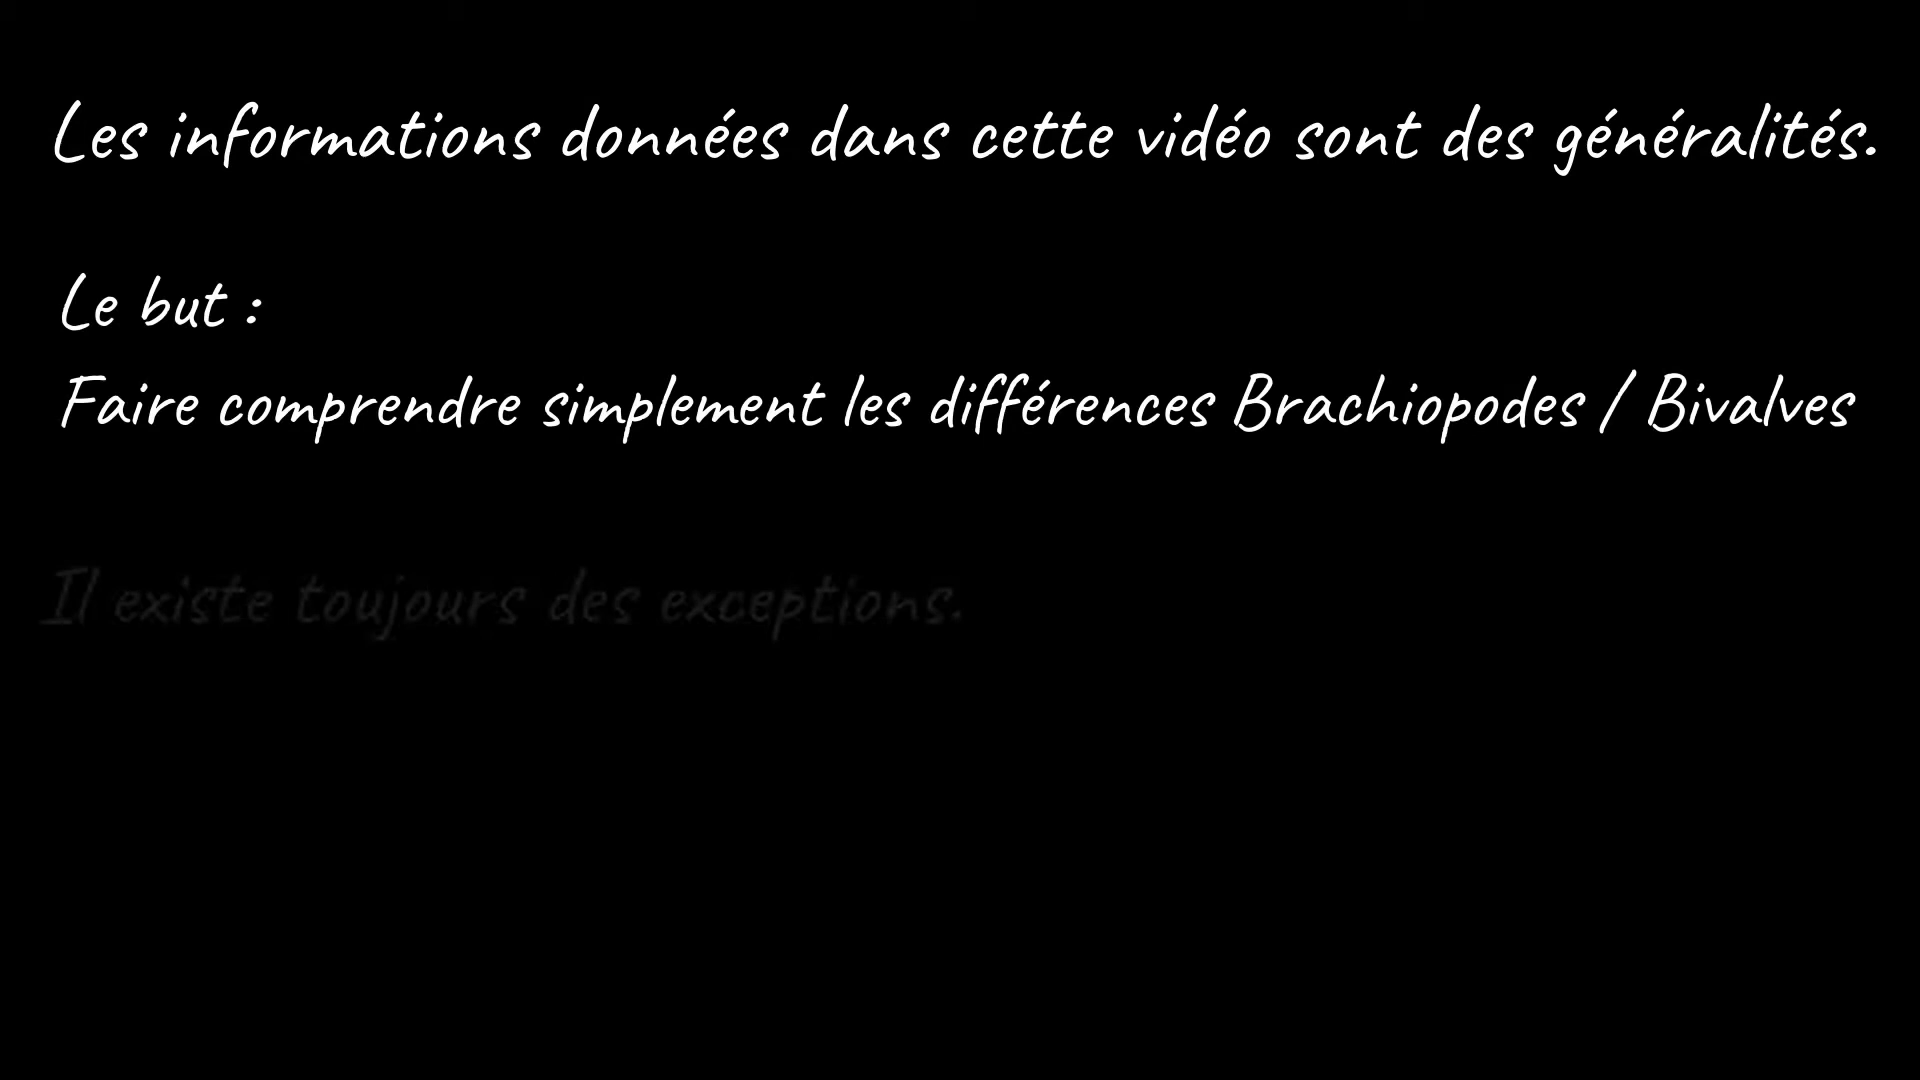 Les informations données dans cette vidéo sont des généralités.
Le but :
Faire comprendre simplement les différences Brachiopodes / Bivalves
Il existe toujours des exceptions.